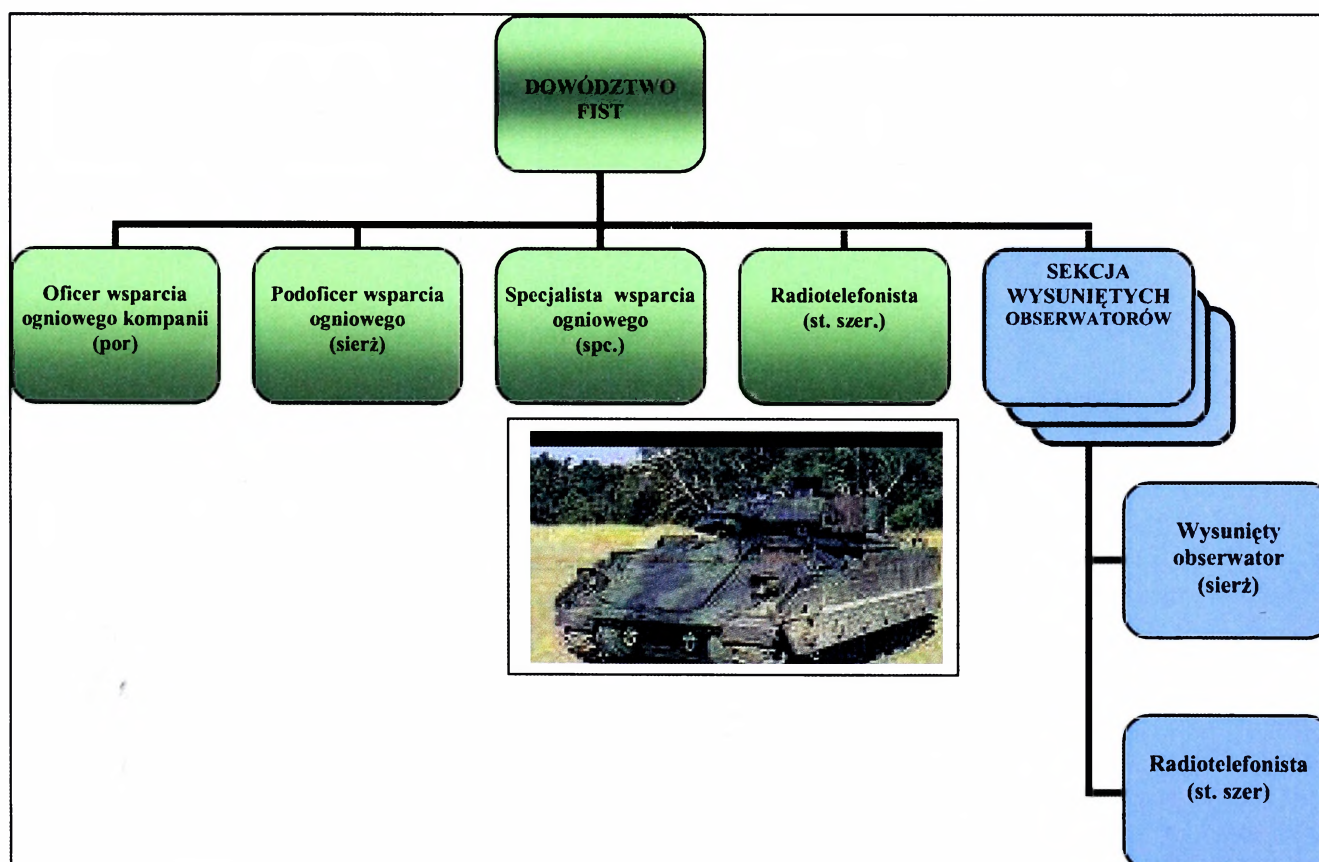 DOWÓDZTWO
FIST
Oficer wsparcia
ogniowego kompanii
(por)
Podoficer wsparcia
ogniowego
(sierż)
Specjalista wsparcia
ogniowego
(spc.)
Radiotelefonista
(st. szer.)
SEKCJA
WYSUNIĘTYCH
OBSERWATORÓW
Wysunięty
obserwator
(sierż)
Radiotelefonista
(st. szer)